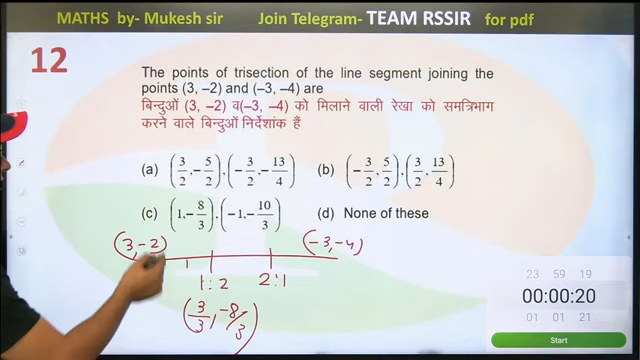 MATHS by- Mukesh sir Join Telegram- TEAM RSSIR for pdf
12
The points of trisection of the line segment joining the
points (3, –2) and (–3, –4) are
बिन्दुओं (3, –2) व(–3, –4) को मिलाने वाली रेखा को समत्रिभाग
करने वाले बिन्दुओं निर्देशांक हैं
(a) (3/2, -5/2), (-3/2, -13/4) (b) (-3/2, 5/2), (3/2, 13/4)
(c) (1, -8/3), (-1, -10/3) (d) None of these
(3, -2) (-3, -4)
1:2 2:1
(3/3, -8/3)
23 59 19
00:00:20
01 01 21
Start